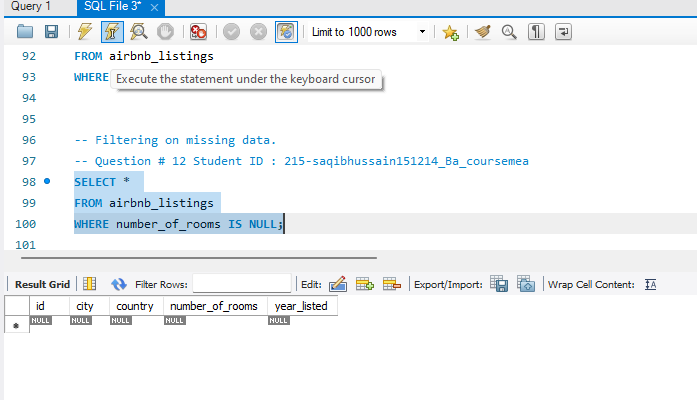 Query 1
SQL File 3*
Limit to 1000 rows
92 FROM airbnb_listings
93 WHERE
Execute the statement under the keyboard cursor
94
95
96 -- Filtering on missing data.
97 -- Question # 12 Student ID : 215-saqibhussain151214_Ba_coursemea
98 SELECT *
99 FROM airbnb_listings
100 WHERE number_of_rooms IS NULL;
101
Result Grid Filter Rows: Edit: Export/Import: Wrap Cell Content: IA
id city country number_of_rooms year_listed
* NULL NULL NULL NULL NULL